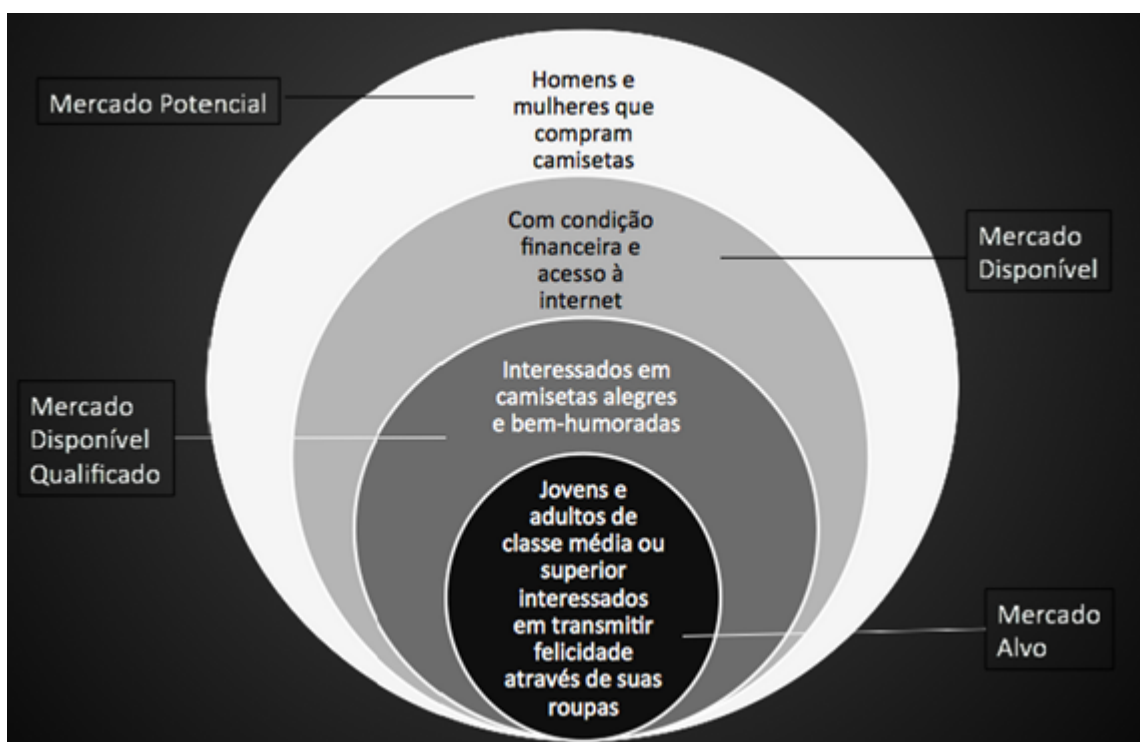 Mercado Potencial
Homens e
mulheres que
compram
camisetas
Com condição
financeira e
acesso à
internet
Mercado
Disponível
Interessados em
camisetas alegres
e bem-humoradas
Mercado
Disponível
Qualificado
Jovens e
adultos de
classe média ou
superior
interessados
em transmitir
felicidade
através de suas
roupas
Mercado
Alvo